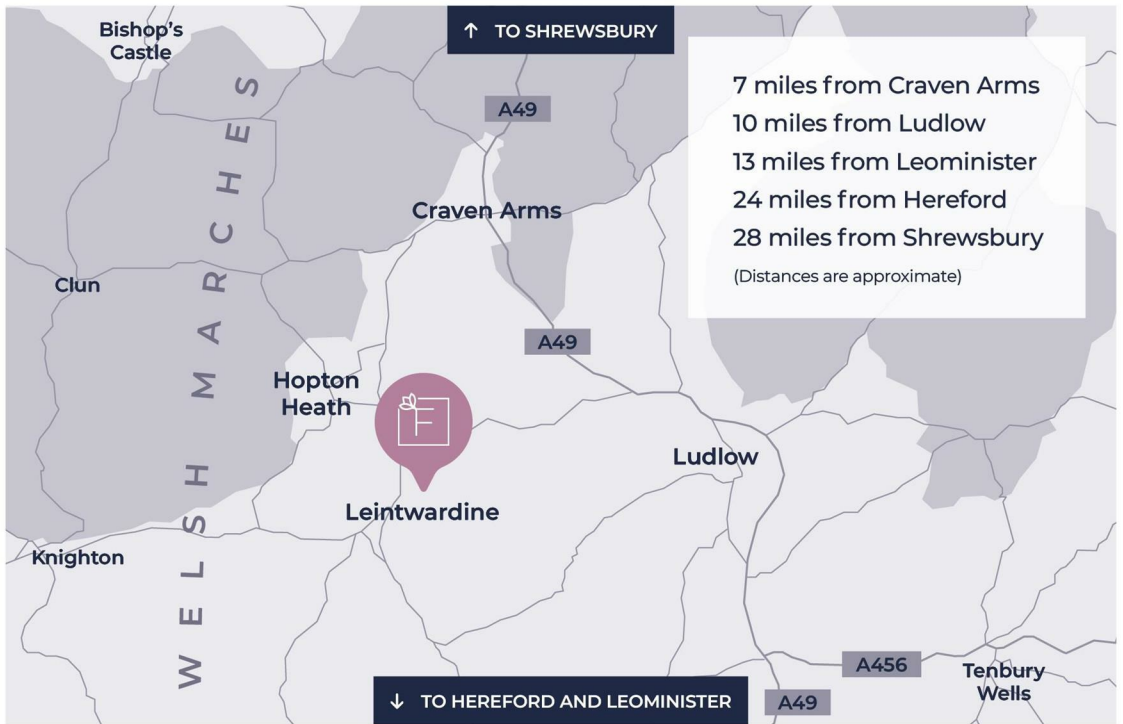 Bishop's
Castle
↑ TO SHREWSBURY
7 miles from Craven Arms
10 miles from Ludlow
13 miles from Leominister
24 miles from Hereford
28 miles from Shrewsbury
(Distances are approximate)
A49
Craven Arms
Clun
WELSH MARCHES
A49
Hopton
Heath
F
Ludlow
Leintwardine
Knighton
A456
Tenbury
Wells
↓ TO HEREFORD AND LEOMINISTER
A49